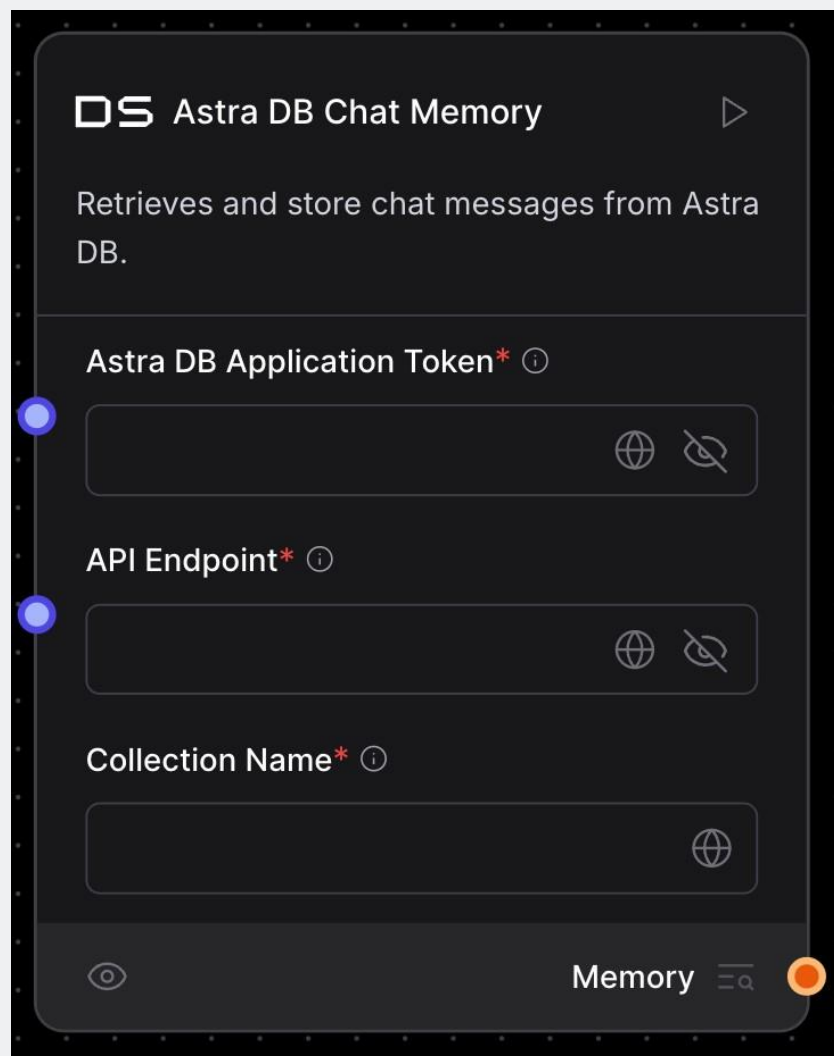 DS Astra DB Chat Memory
Retrieves and store chat messages from Astra
DB.
Astra DB Application Token*
API Endpoint*
Collection Name*
Memory